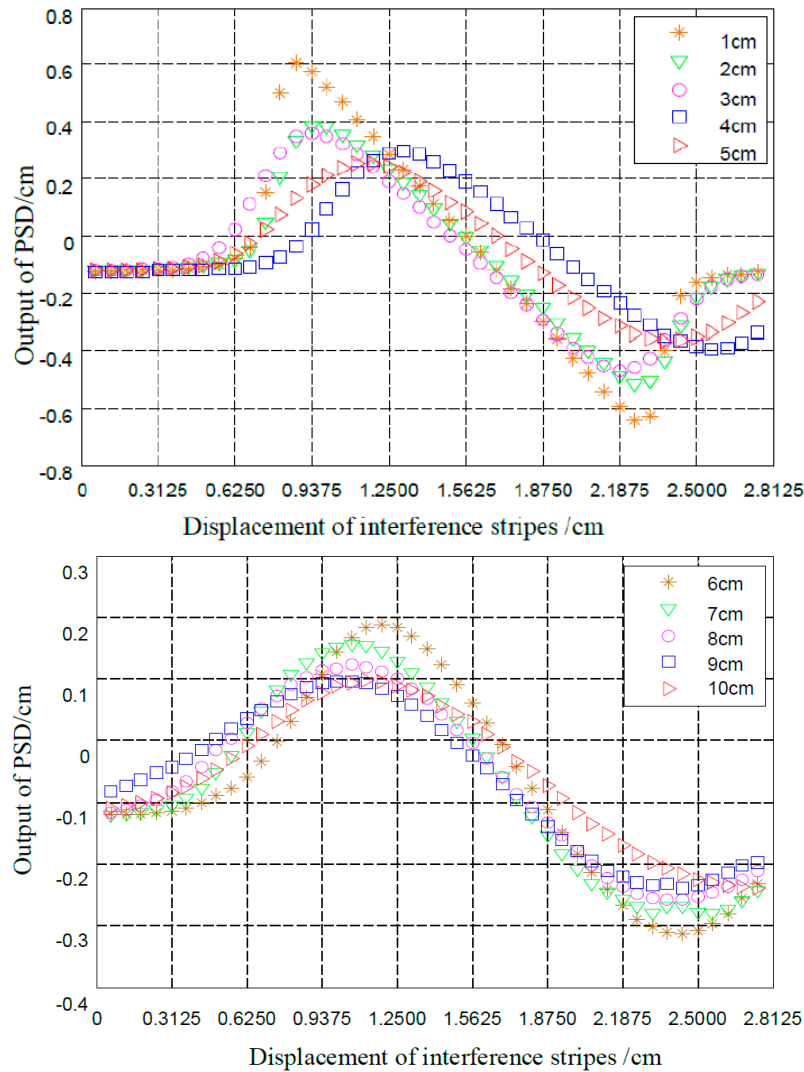 0.8
0.6
0.4
0.2
0
-0.2
-0.4
-0.6
-0.8
Output of PSD/cm
1cm
2cm
3cm
4cm
5cm
0 0.3125 0.6250 0.9375 1.2500 1.5625 1.8750 2.1875 2.5000 2.8125
Displacement of interference stripes /cm
0.3
0.2
0.1
0
-0.1
-0.2
-0.3
-0.4
Output of PSD/cm
6cm
7cm
8cm
9cm
10cm
0 0.3125 0.6250 0.9375 1.2500 1.5625 1.8750 2.1875 2.5000 2.8125
Displacement of interference stripes /cm